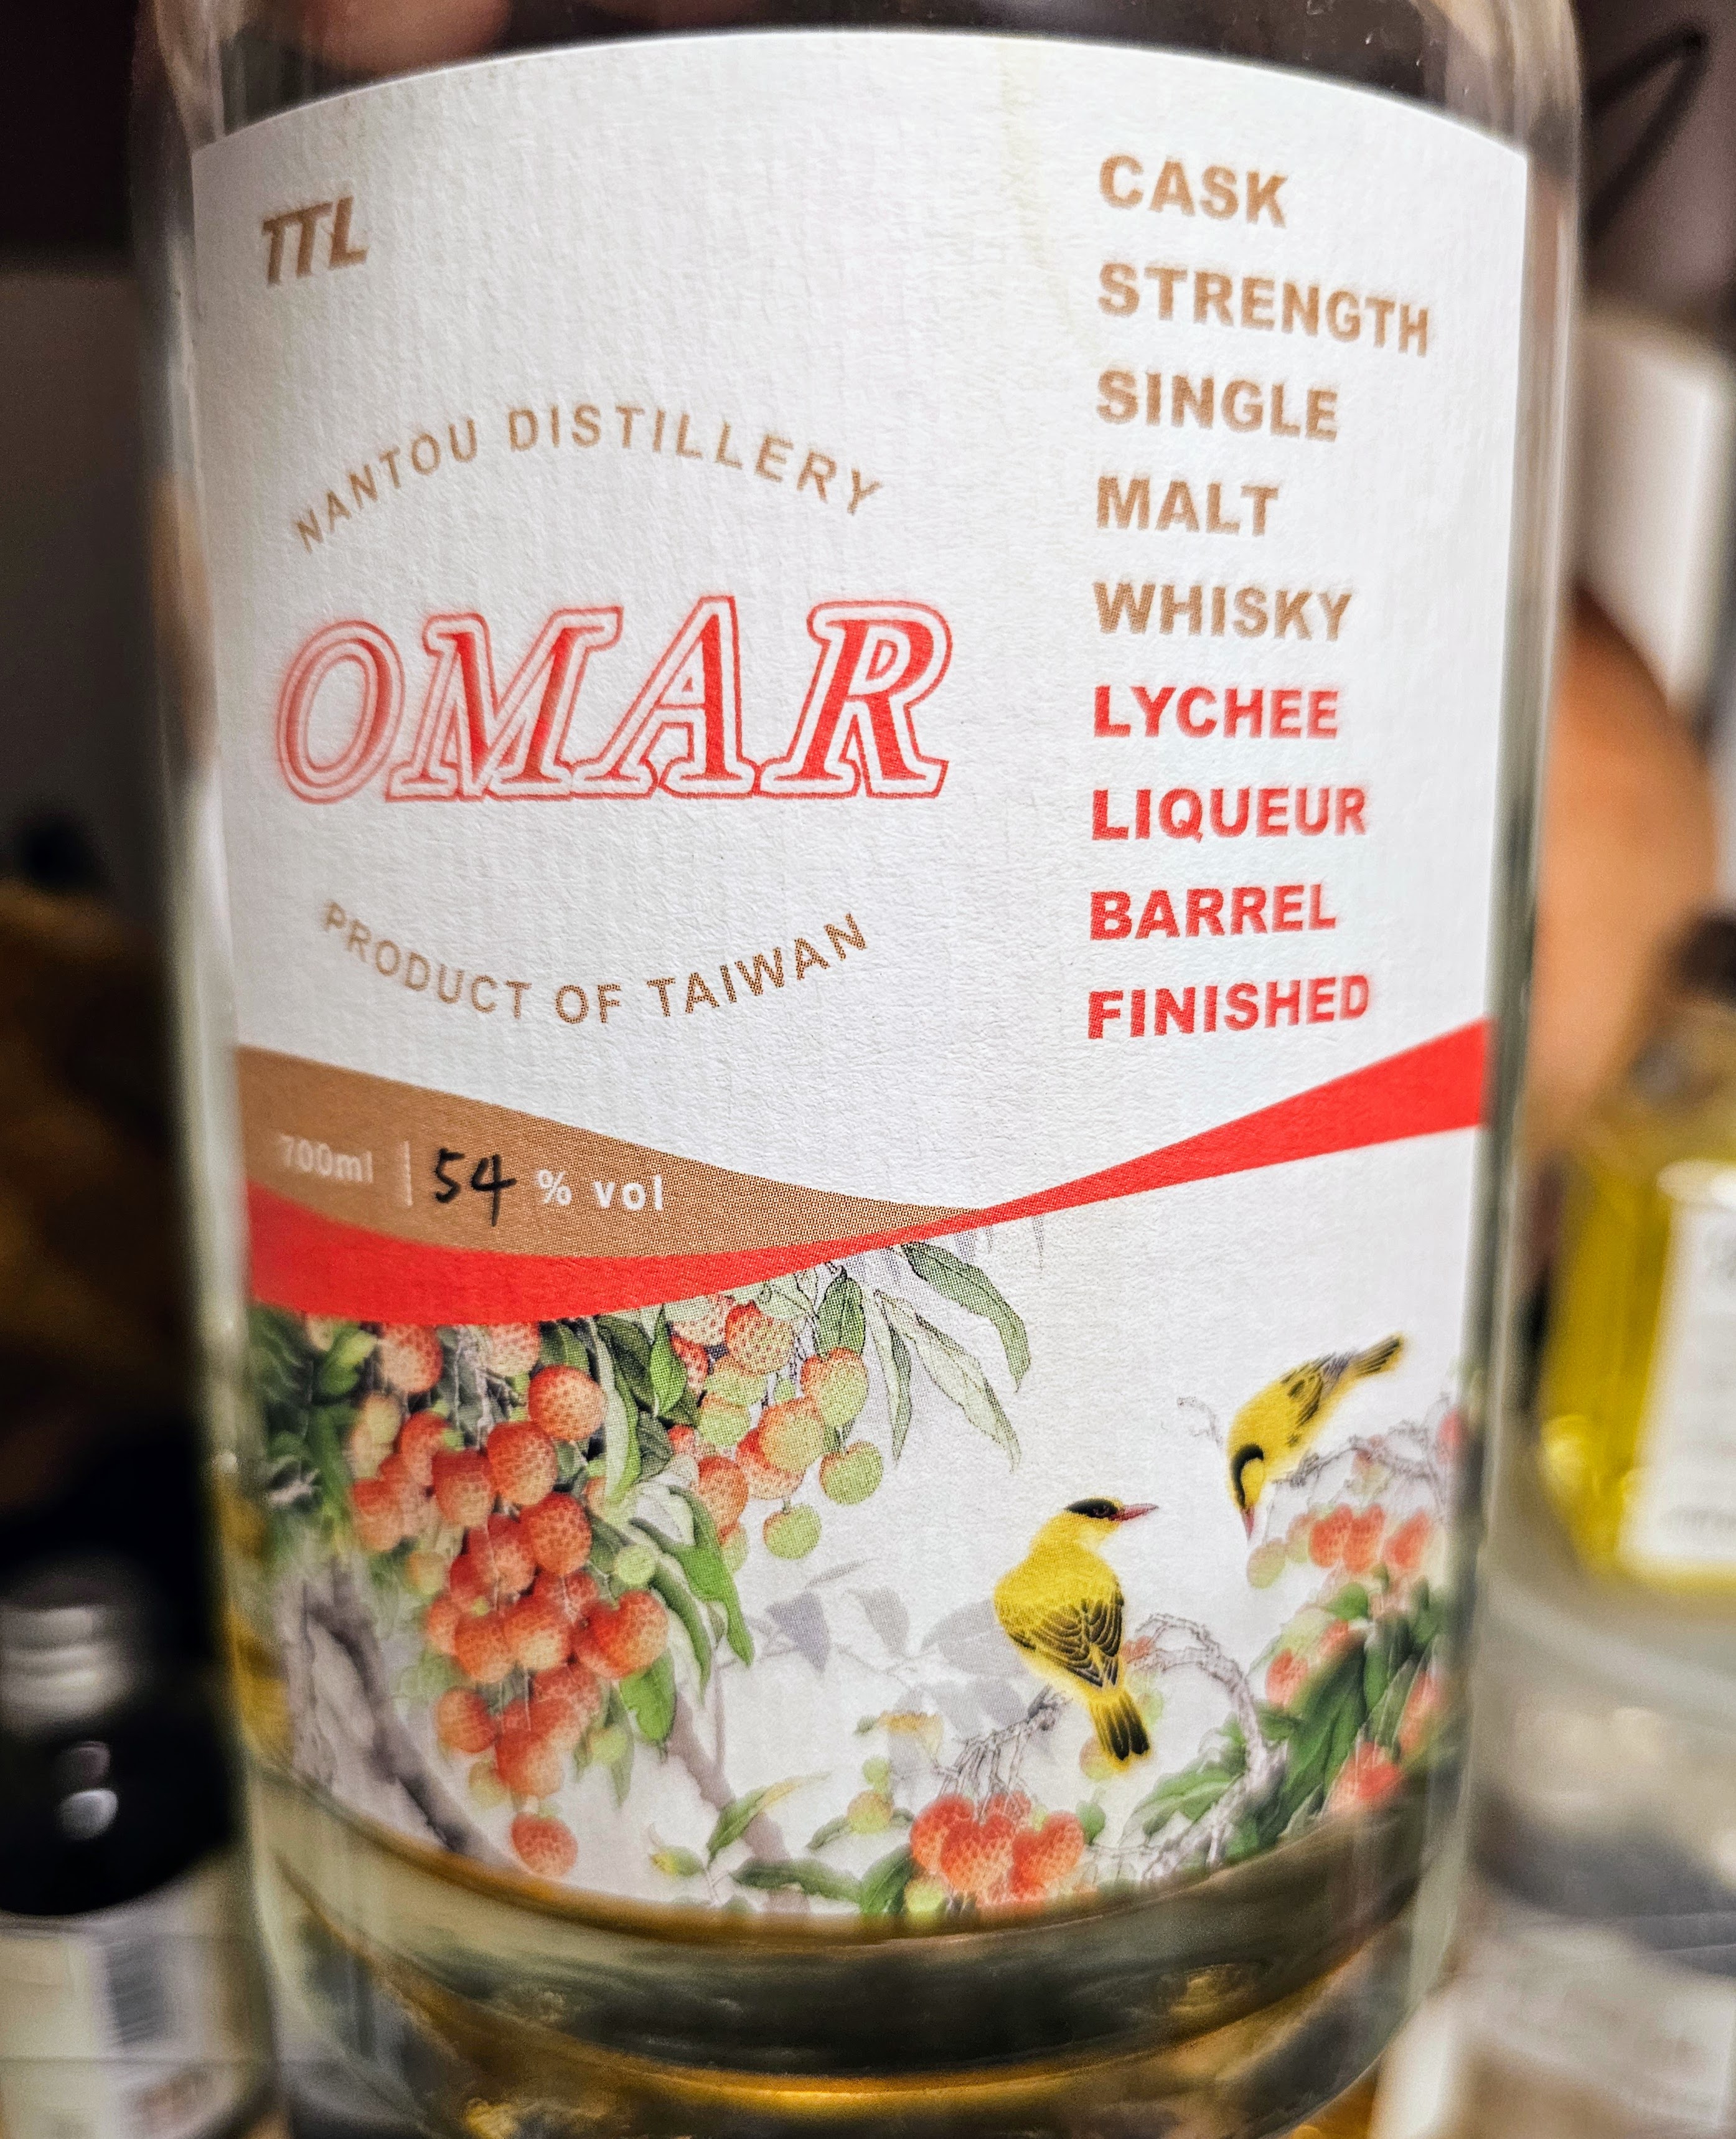 TTL
NANTOU DISTILLERY
OMAR
PRODUCT OF TAIWAN
CASK
STRENGTH
SINGLE
MALT
WHISKY
LYCHEE
LIQUEUR
BARREL
FINISHED
700ml | 54 % vol